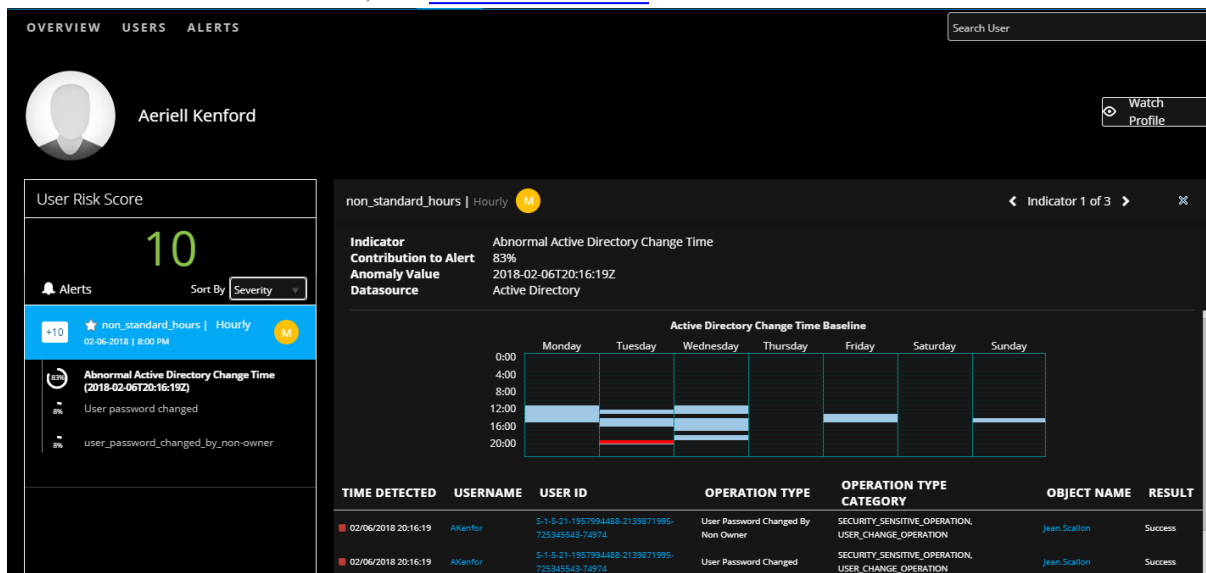 OVERVIEW USERS ALERTS
Search User
Aeriell Kenford
Watch
Profile
User Risk Score
10
Alerts
Sort By Severity
+10
non_standard_hours | Hourly
M
02-06-2018 | 8:00 PM
83%
Abnormal Active Directory Change Time
(2018-02-06T20:16:19Z)
8%
User password changed
8%
user_password_changed_by_non-owner
non_standard_hours | Hourly M
Indicator 1 of 3
Indicator Abnormal Active Directory Change Time
Contribution to Alert 83%
Anomaly Value 2018-02-06T20:16:19Z
Datasource Active Directory
Active Directory Change Time Baseline
Monday Tuesday Wednesday Thursday Friday Saturday Sunday
0:00
4:00
8:00
12:00
16:00
20:00
TIME DETECTED USERNAME USER ID OPERATION TYPE OPERATION TYPE CATEGORY OBJECT NAME RESULT
02/06/2018 20:16:19 AKenfor S-1-5-21-1957994488-2139871995-725345543-74974 User Password Changed By Non Owner SECURITY_SENSITIVE_OPERATION, USER_CHANGE_OPERATION Jean.Scallon Success
02/06/2018 20:16:19 AKenfor S-1-5-21-1957994488-2139871995-725345543-74974 User Password Changed SECURITY_SENSITIVE_OPERATION, USER_CHANGE_OPERATION Jean.Scallon Success